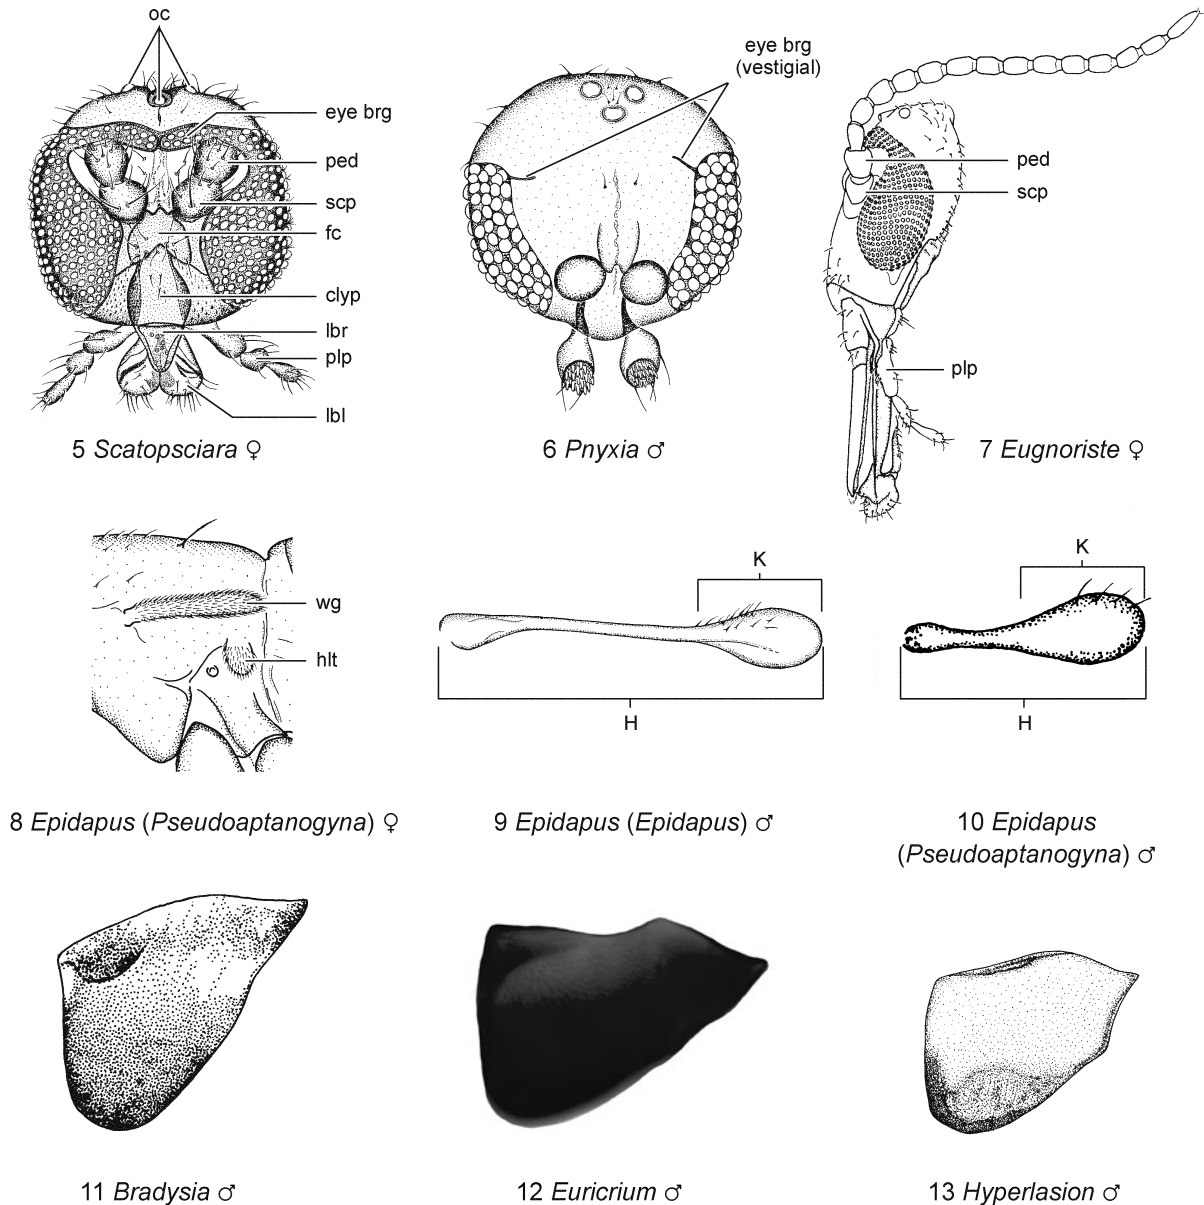 oc
eye brg
ped
scp
fc
clyp
lbr
plp
lbl
5 Scatopsciara ♀
eye brg
(vestigial)
6 Pnyxia ♂
ped
scp
plp
7 Eugnoriste ♀
wg
hlt
8 Epidapus (Pseudoaptanogyna) ♀
K
H
9 Epidapus (Epidapus) ♂
K
H
10 Epidapus
(Pseudoaptanogyna) ♂
11 Bradysia ♂
12 Euricrium ♂
13 Hyperlasion ♂